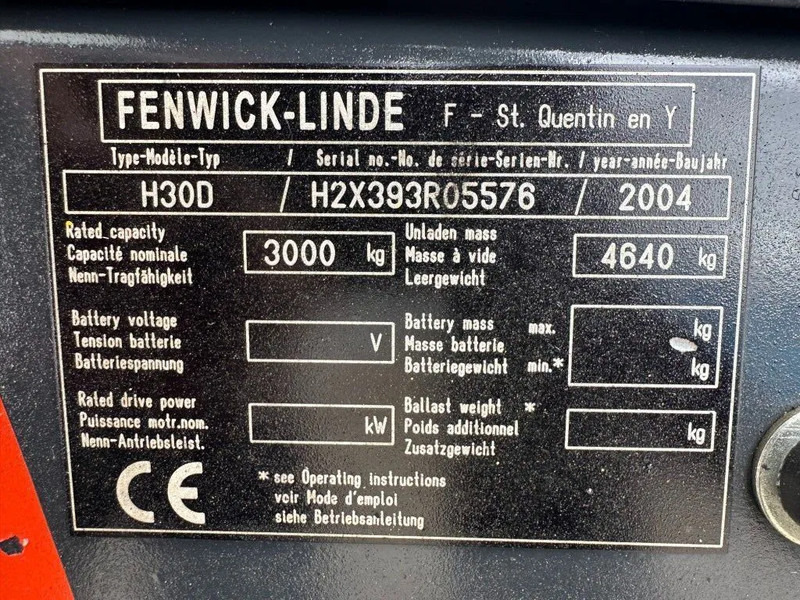 FENWICK-LINDE F - St. Quentin en Y
Type-Modèle-Typ / Serial no.-No. de série-Serien-Nr. / year-année-Baujahr
H30D / H2X393R05576 / 2004
Rated capacity
Capacité nominale
Nenn-Tragfähigkeit
3000 kg
Unladen mass
Masse à vide
Leergewicht
4640 kg
Battery voltage
Tension batterie
Batteriespannung
V
Battery mass max. kg
Masse batterie
Batteriegewicht min.* kg
Rated drive power
Puissance motr.nom.
Nenn-Antriebsleist.
kW
Ballast weight *
Poids additionnel
Zusatzgewicht
kg
CE
* see Operating instructions
voir Mode d'emploi
siehe Betriebsanleitung